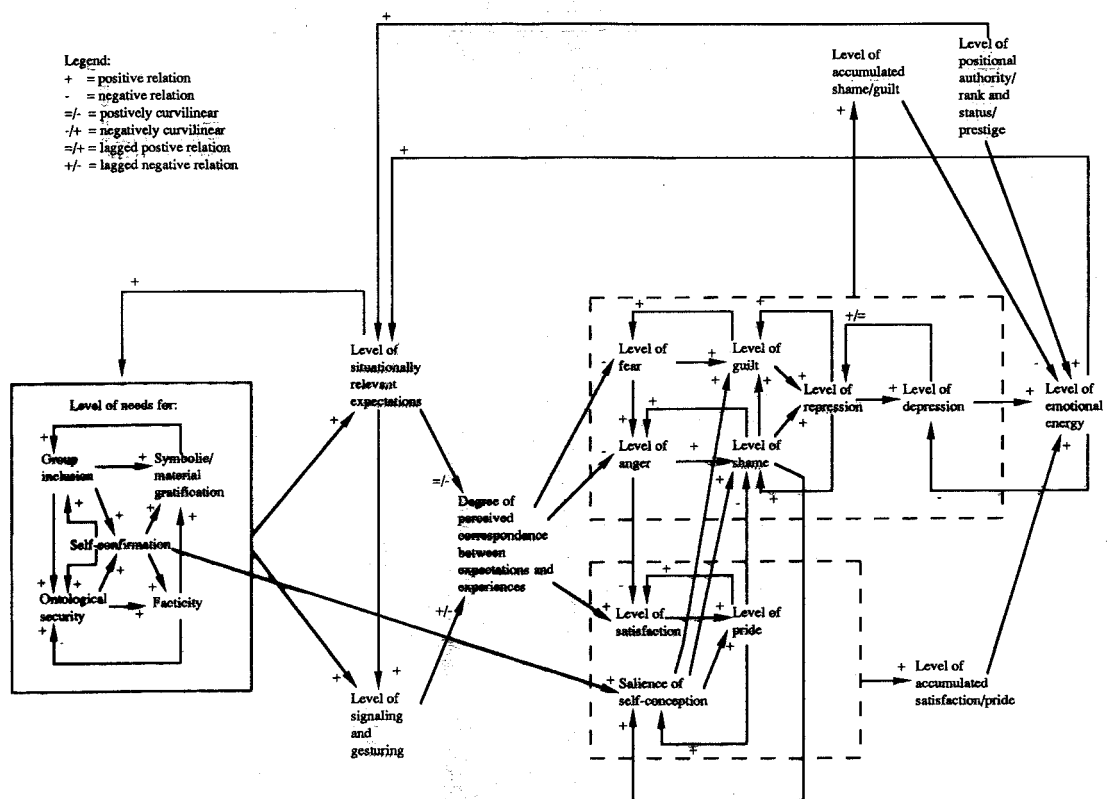 Legend:
+ = positive relation
- = negative relation
=/- = postively curvilinear
-/+ = negatively curvilinear
=/+ = lagged postive relation
+/- = lagged negative relation
Level of
accumulated
shame/guilt
Level of
positional
authority/
rank and
status/
prestige
Level of
situationally
relevant
expectations
Level of needs for:
Group
inclusion
Symbolic/
material
gratification
Self-confirmation
Ontological
security
Facticity
Level of
signaling
and
gesturing
Degree of
perceived
correspondence
between
expectations and
experiences
=/-
+/-
Level of
fear
Level of
guilt
Level of
anger
Level of
shame
Level of
repression
+/=
Level of
depression
Level of
emotional
energy
Level of
satisfaction
Level of
pride
Salience of
self-conception
Level of
accumulated
satisfaction/pride